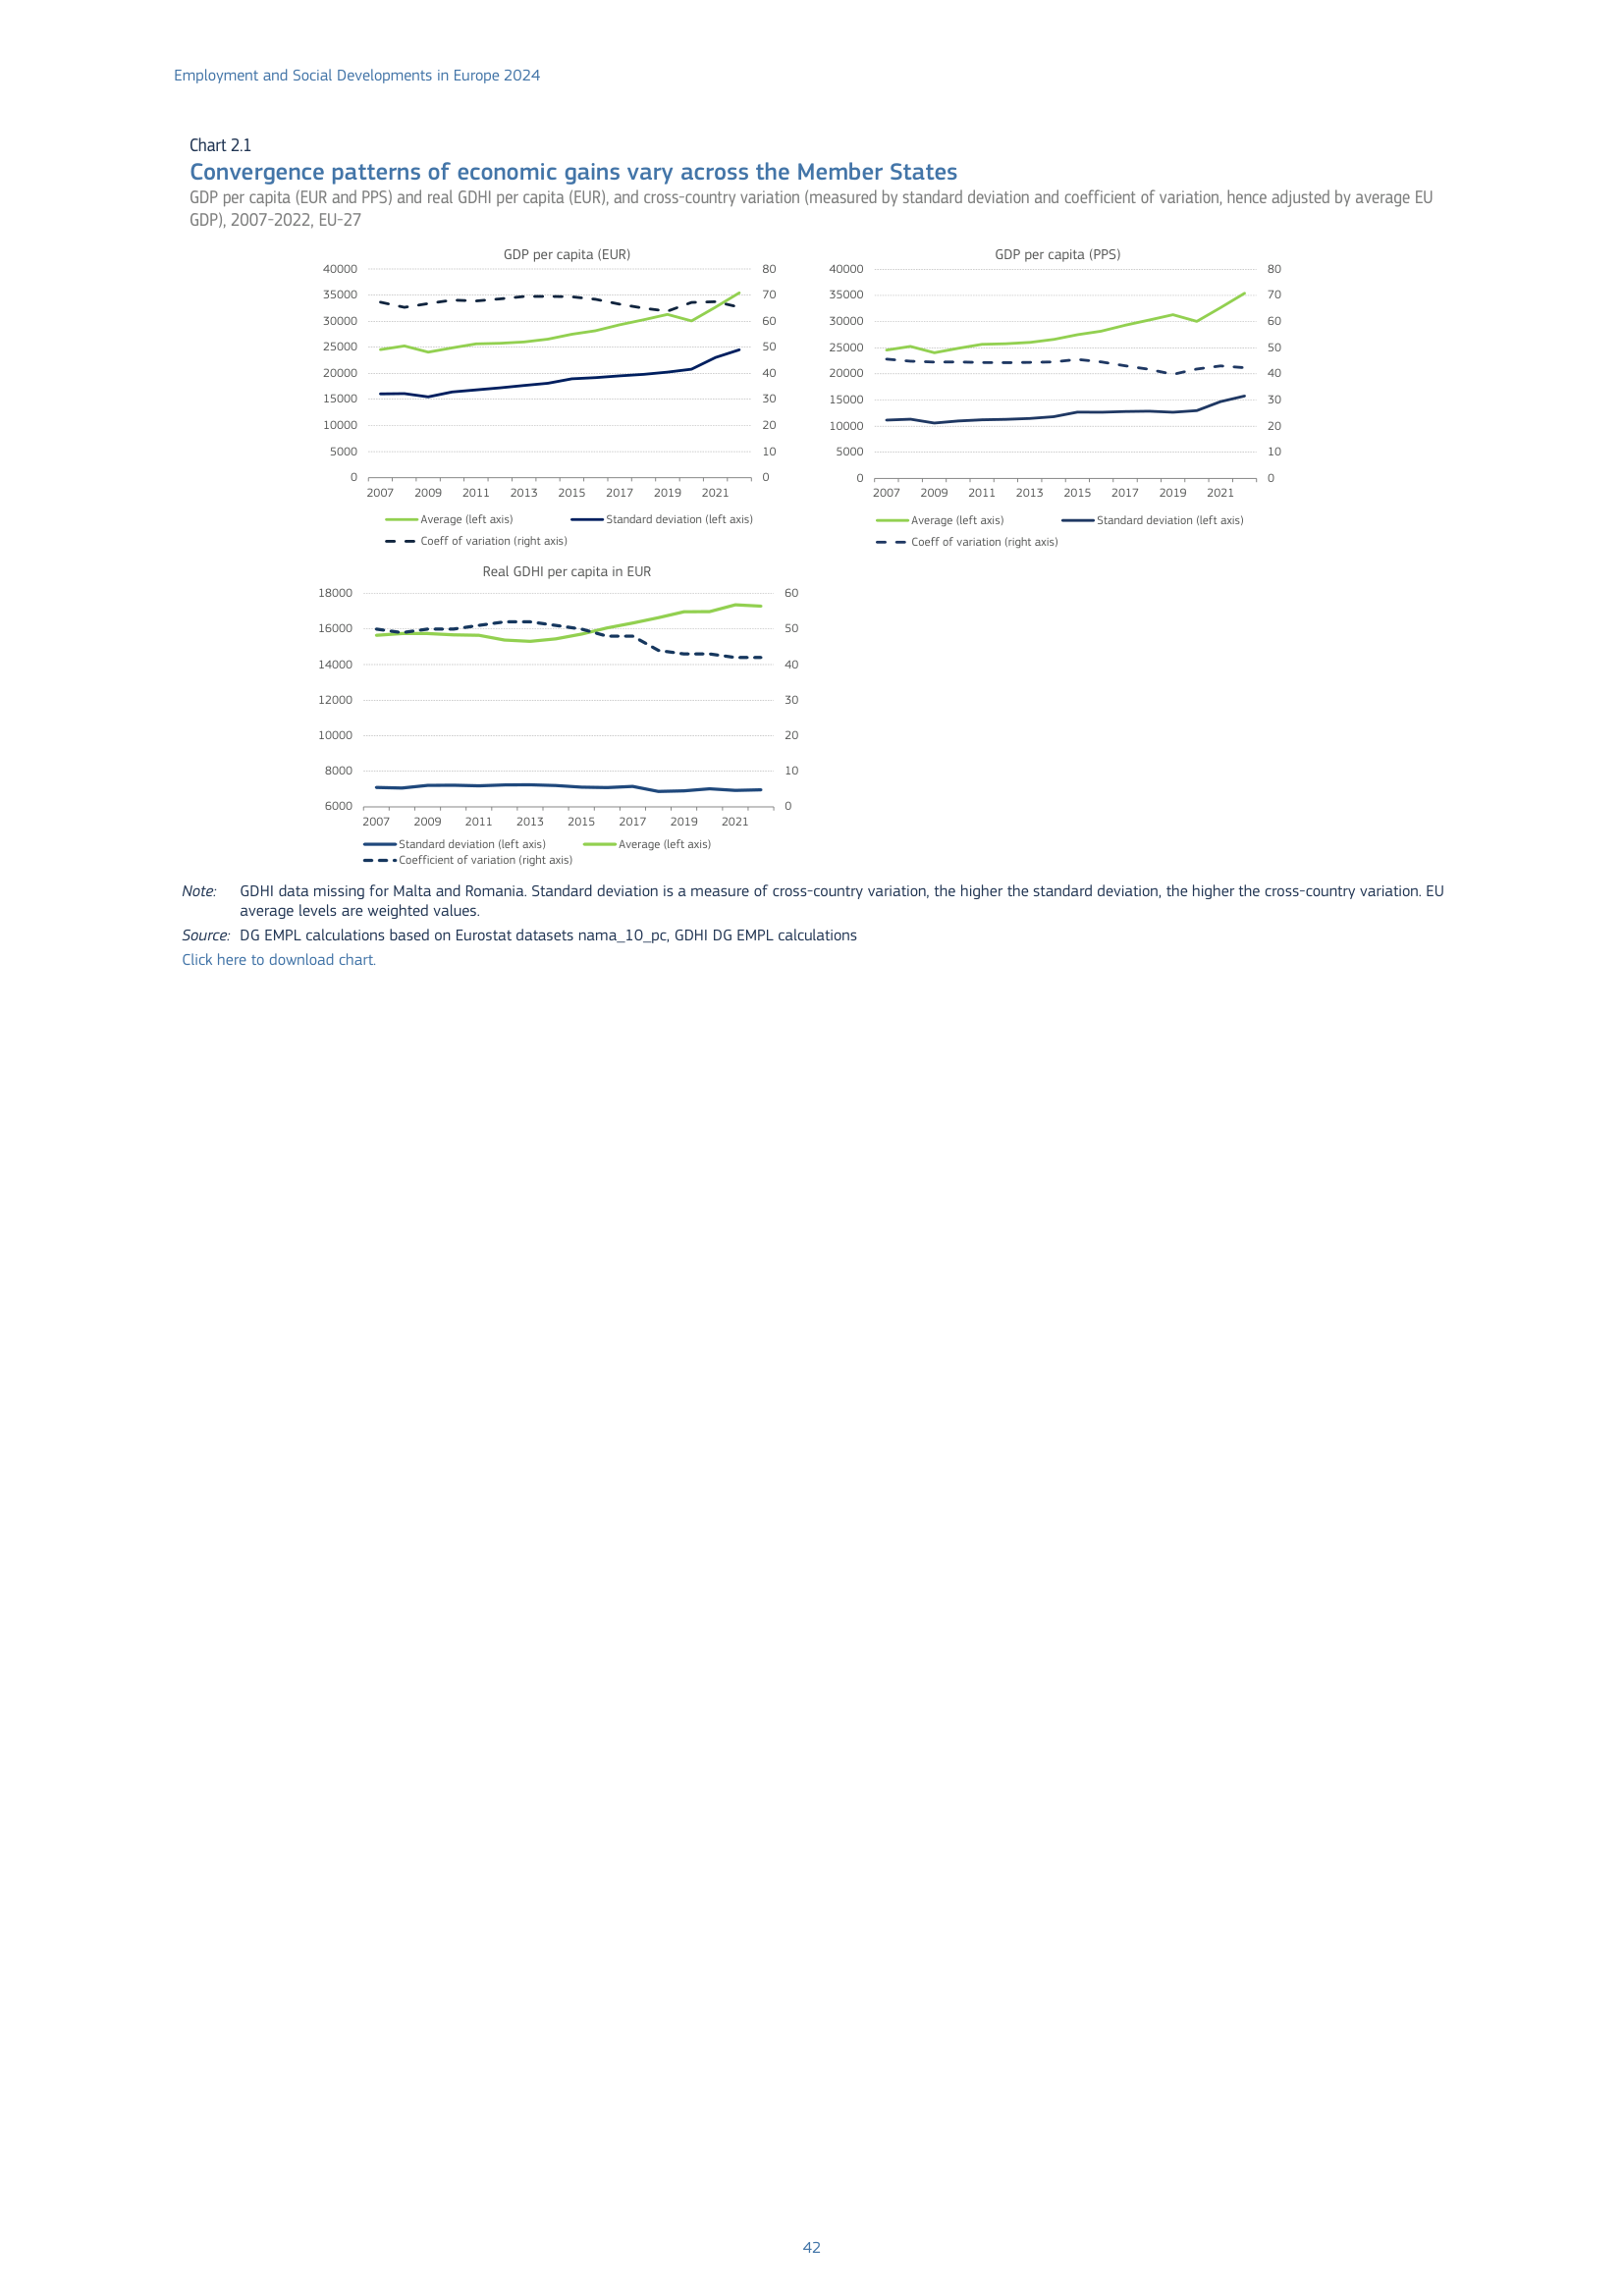 Employment and Social Developments in Europe 2024
Chart 2.1
Convergence patterns of economic gains vary across the Member States
GDP per capita (EUR and PPS) and real GDHI per capita (EUR), and cross-country variation (measured by standard deviation and coefficient of variation, hence adjusted by average EU
GDP), 2007-2022, EU-27
GDP per capita (EUR)
40000 80
35000 70
30000 60
25000 50
20000 40
15000 30
10000 20
5000 10
0 0
2007 2009 2011 2013 2015 2017 2019 2021
Average (left axis) Standard deviation (left axis)
Coeff of variation (right axis)
GDP per capita (PPS)
40000 80
35000 70
30000 60
25000 50
20000 40
15000 30
10000 20
5000 10
0 0
2007 2009 2011 2013 2015 2017 2019 2021
Average (left axis) Standard deviation (left axis)
Coeff of variation (right axis)
Real GDHI per capita in EUR
18000 60
16000 50
14000 40
12000 30
10000 20
8000 10
6000 0
2007 2009 2011 2013 2015 2017 2019 2021
Standard deviation (left axis) Average (left axis)
Coefficient of variation (right axis)
Note: GDHI data missing for Malta and Romania. Standard deviation is a measure of cross-country variation, the higher the standard deviation, the higher the cross-country variation. EU
average levels are weighted values.
Source: DG EMPL calculations based on Eurostat datasets nama_10_pc, GDHI DG EMPL calculations
Click here to download chart.
42